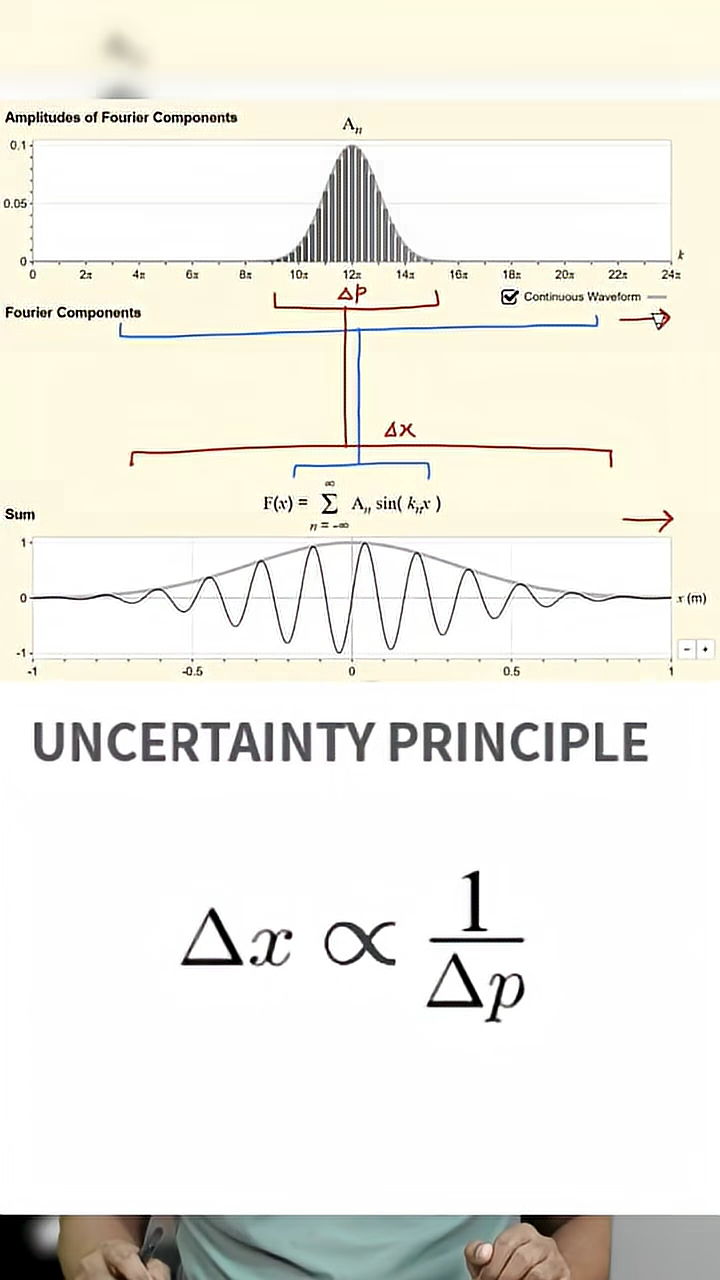 Amplitudes of Fourier Components
Aₙ
0.1
0.05
0
0 2π 4π 6π 8π 10π 12π 14π 16π 18π 20π 22π 24π
k
Δp
Continuous Waveform
Fourier Components
Δx
F(x) = ∑ Aₙ sin( kₙx )
∞
n = -∞
Sum
1
0
-1
x (m)
- +
-1 -0.5 0 0.5 1
UNCERTAINTY PRINCIPLE
Δx ∝ 1/Δp